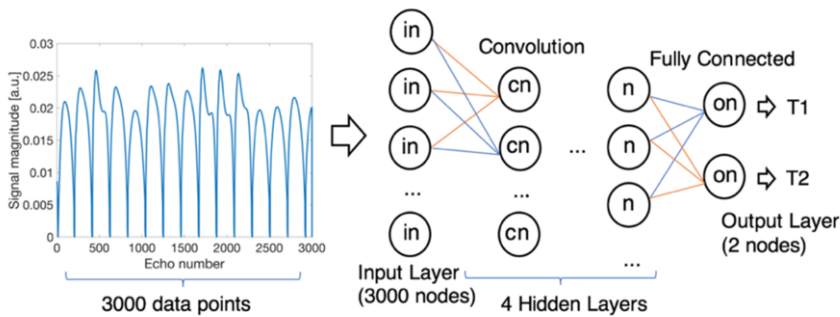 Signal magnitude [a.u.]
0.03
0.025
0.02
0.015
0.01
0.005
0
0 500 1000 1500 2000 2500 3000
Echo number
3000 data points
in
in
in
...
in
Input Layer
(3000 nodes)
Convolution
cn
cn
...
cn
...
4 Hidden Layers
n
n
n
...
Fully Connected
on
T1
on
T2
Output Layer
(2 nodes)